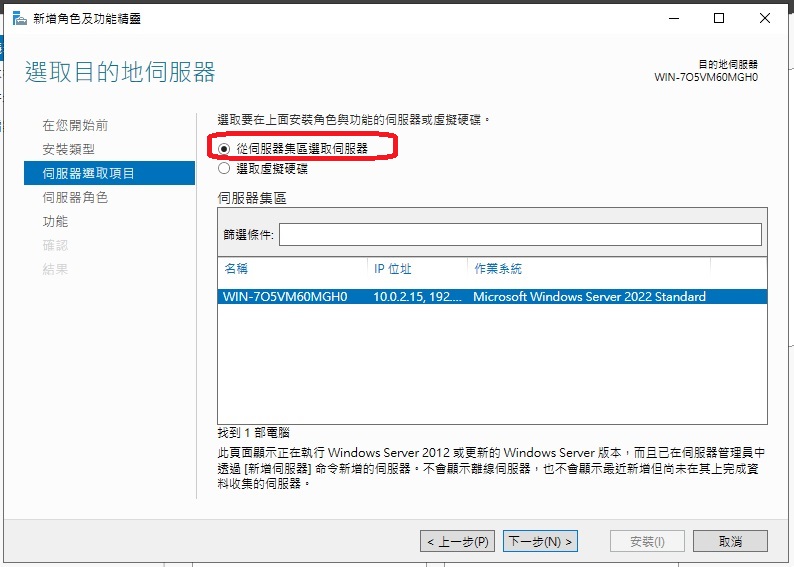 新增角色及功能精靈
選取目的地伺服器
目的地伺服器
WIN-7O5VM60MGH0
在您開始前
安裝類型
伺服器選取項目
伺服器角色
功能
確認
結果
選取要在上面安裝角色與功能的伺服器或虛擬硬碟。
從伺服器集區選取伺服器
選取虛擬硬碟
伺服器集區
篩選條件:
名稱 IP 位址 作業系統
WIN-7O5VM60MGH0 10.0.2.15, 192.... Microsoft Windows Server 2022 Standard
找到 1 部電腦
此頁面顯示正在執行 Windows Server 2012 或更新的 Windows Server 版本，而且已在伺服器管理員中
透過 [新增伺服器] 命令新增的伺服器。不會顯示離線伺服器，也不會顯示最近新增但尚未在其上完成資
料收集的伺服器。
< 上一步(P) 下一步(N) > 安裝(I) 取消